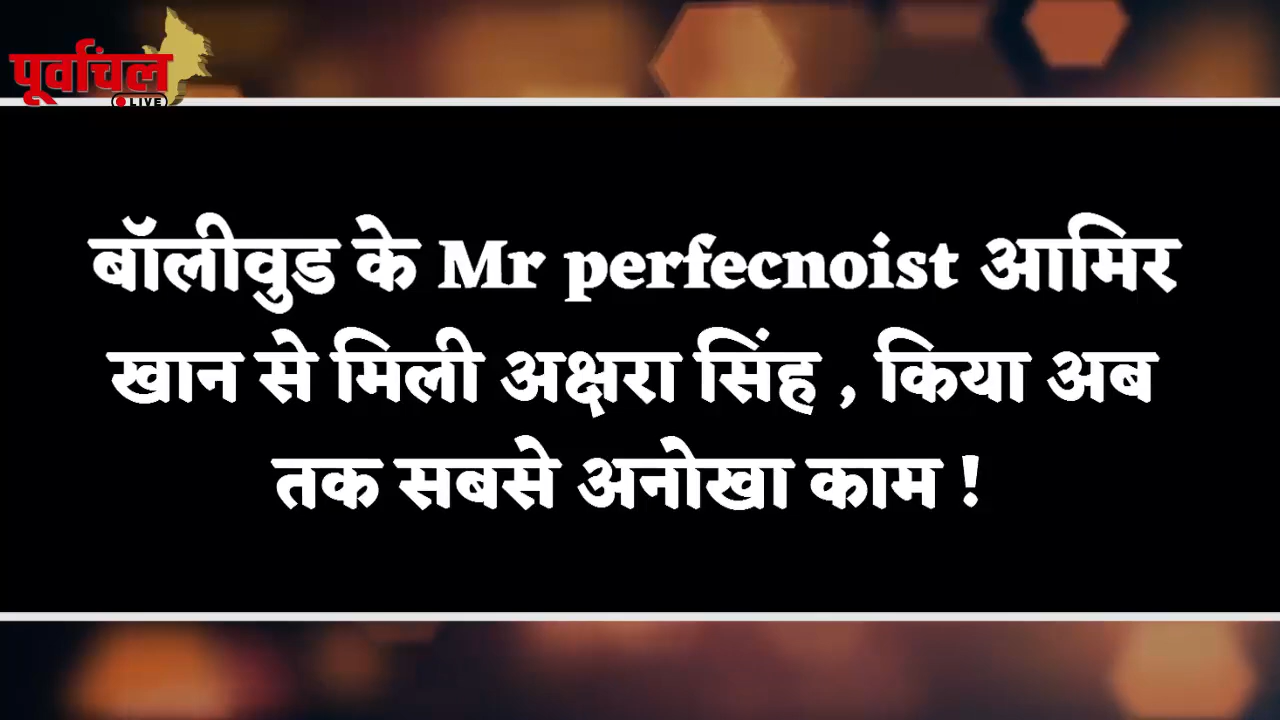 पूर्वांचल
LIVE
बॉलीवुड के Mr perfecnoist आमिर
खान से मिली अक्षरा सिंह , किया अब
तक सबसे अनोखा काम !